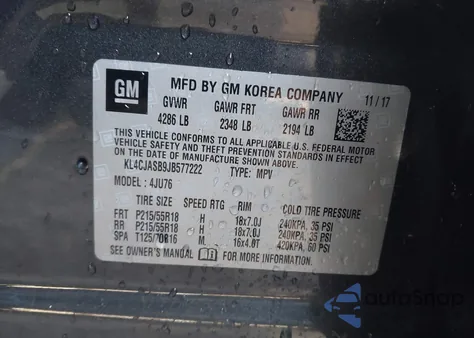 GM
MFD BY GM KOREA COMPANY 11/17
GVWR GAWR FRT GAWR RR
4286 LB 2348 LB 2194 LB
THIS VEHICLE CONFORMS TO ALL APPLICABLE U.S. FEDERAL MOTOR
VEHICLE SAFETY AND THEFT PREVENTION STANDARDS IN EFFECT ON
THE DATE OF MANUFACTURE SHOWN ABOVE.
KL4CJASB9JB577222 TYPE: MPV
MODEL: 4JU76
TIRE SIZE SPEED RTG RIM COLD TIRE PRESSURE
FRT P215/55R18 H 18x7.0J 240KPA, 35 PSI
RR P215/55R18 H 18x7.0J 240KPA, 35 PSI
SPA T125/70R16 M 16x4.0T 420KPA, 60 PSI
SEE OWNER'S MANUAL FOR MORE INFORMATION.
AutoSnap